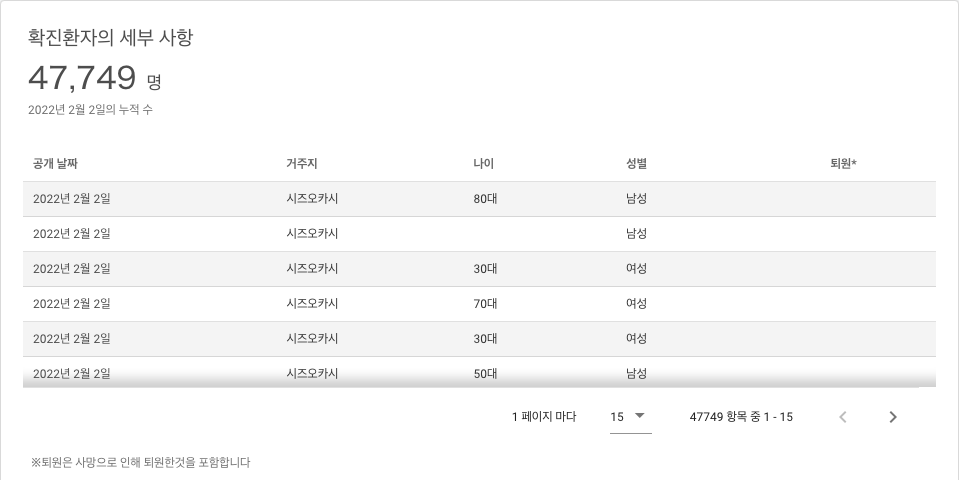 확진환자의 세부 사항
47,749 명
2022년 2월 2일의 누적 수
공개 날짜 거주지 나이 성별 퇴원*
2022년 2월 2일 시즈오카시 80대 남성
2022년 2월 2일 시즈오카시 남성
2022년 2월 2일 시즈오카시 30대 여성
2022년 2월 2일 시즈오카시 70대 여성
2022년 2월 2일 시즈오카시 30대 여성
2022년 2월 2일 시즈오카시 50대 남성
1 페이지 마다 15 47749 항목 중 1 - 15
※퇴원은 사망으로 인해 퇴원한것을 포함합니다